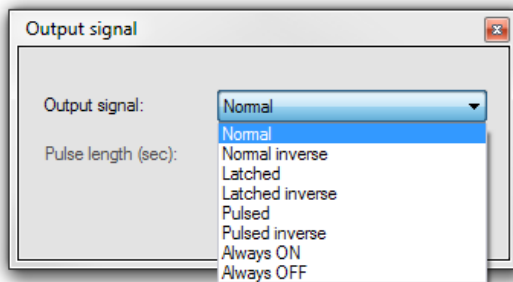 Output signal
Output signal: Normal
Normal
Pulse length (sec): Normal inverse
Latched
Latched inverse
Pulsed
Pulsed inverse
Always ON
Always OFF